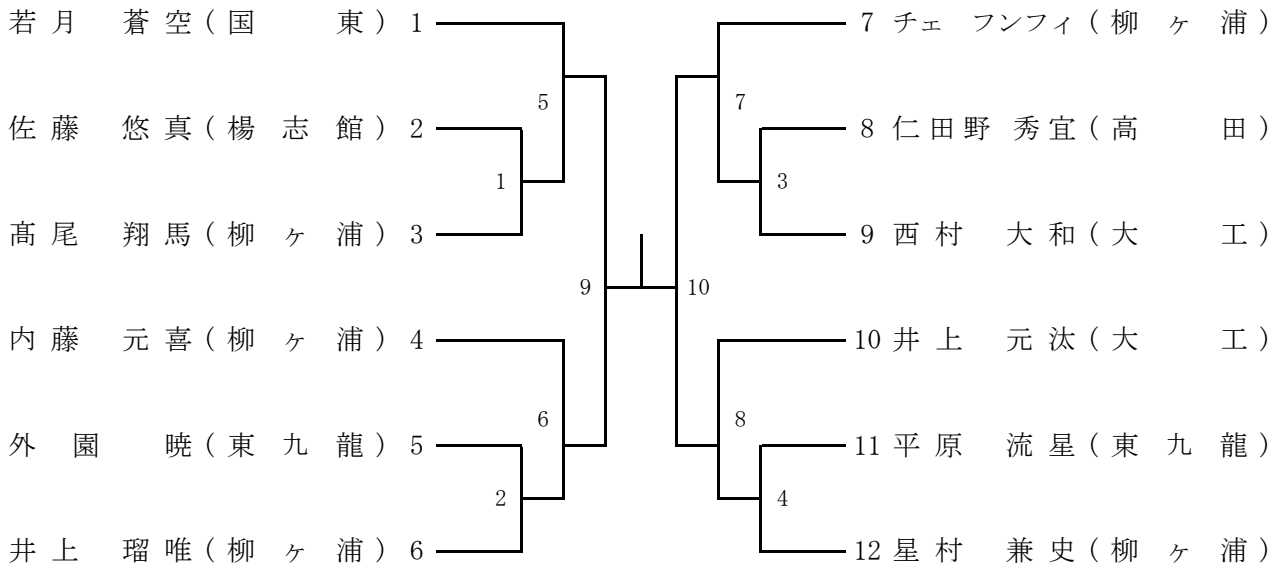 若月 蒼空(国 東) 1
7 チェ フンフィ(柳 ヶ 浦)
5
7
佐藤 悠真(楊 志 館) 2
8 仁田野 秀宜(高 田)
1
3
髙尾 翔馬(柳 ヶ 浦) 3
9 西村 大和(大 工)
9
10
内藤 元喜(柳 ヶ 浦) 4
10 井上 元汰(大 工)
6
8
外園 暁(東 九 龍) 5
11 平原 流星(東 九 龍)
2
4
井上 瑠唯(柳 ヶ 浦) 6
12 星村 兼史(柳 ヶ 浦)